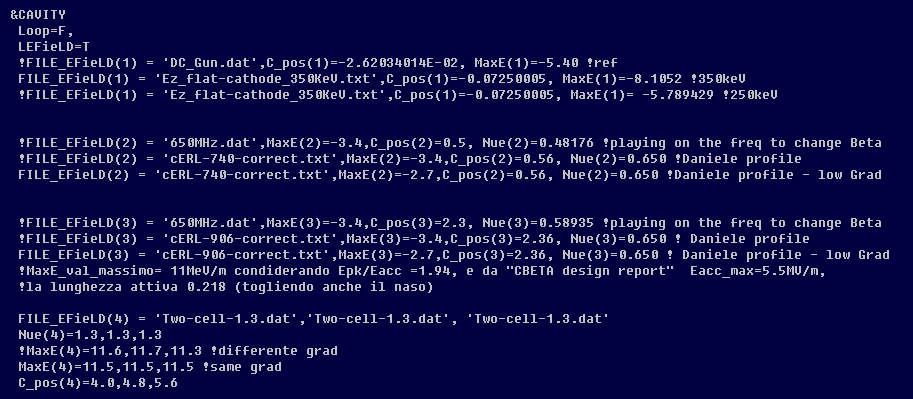 &CAVITY
Loop=F,
LEFieLD=T
!FILE_EFieLD(1) = 'DC_Gun.dat',C_pos(1)=-2.62034014E-02, MaxE(1)=-5.40 !ref
FILE_EFieLD(1) = 'Ez_flat-cathode_350KeV.txt',C_pos(1)=-0.07250005, MaxE(1)=-8.1052 !350keV
!FILE_EFieLD(1) = 'Ez_flat-cathode_350KeV.txt',C_pos(1)=-0.07250005, MaxE(1)= -5.789429 !250keV
!FILE_EFieLD(2) = '650MHz.dat',MaxE(2)=-3.4,C_pos(2)=0.5, Nue(2)=0.48176 !playing on the freq to change Beta
!FILE_EFieLD(2) = 'cERL-740-correct.txt',MaxE(2)=-3.4,C_pos(2)=0.56, Nue(2)=0.650 !Daniele profile
FILE_EFieLD(2) = 'cERL-740-correct.txt',MaxE(2)=-2.7,C_pos(2)=0.56, Nue(2)=0.650 !Daniele profile - low Grad
!FILE_EFieLD(3) = '650MHz.dat',MaxE(3)=-3.4,C_pos(3)=2.3, Nue(3)=0.58935 !playing on the freq to change Beta
!FILE_EFieLD(3) = 'cERL-906-correct.txt',MaxE(3)=-3.4,C_pos(3)=2.36, Nue(3)=0.650 ! Daniele profile
FILE_EFieLD(3) = 'cERL-906-correct.txt',MaxE(3)=-2.7,C_pos(3)=2.36, Nue(3)=0.650 ! Daniele profile - low Grad
!MaxE_val_massimo= 11MeV/m condiderando Epk/Eacc =1.94, e da "CBETA design report"  Eacc_max=5.5MV/m,
!la lunghezza attiva 0.218 (togliendo anche il naso)
FILE_EFieLD(4) = 'Two-cell-1.3.dat','Two-cell-1.3.dat', 'Two-cell-1.3.dat'
Nue(4)=1.3,1.3,1.3
!MaxE(4)=11.6,11.7,11.3 !differente grad
MaxE(4)=11.5,11.5,11.5 !same grad
C_pos(4)=4.0,4.8,5.6